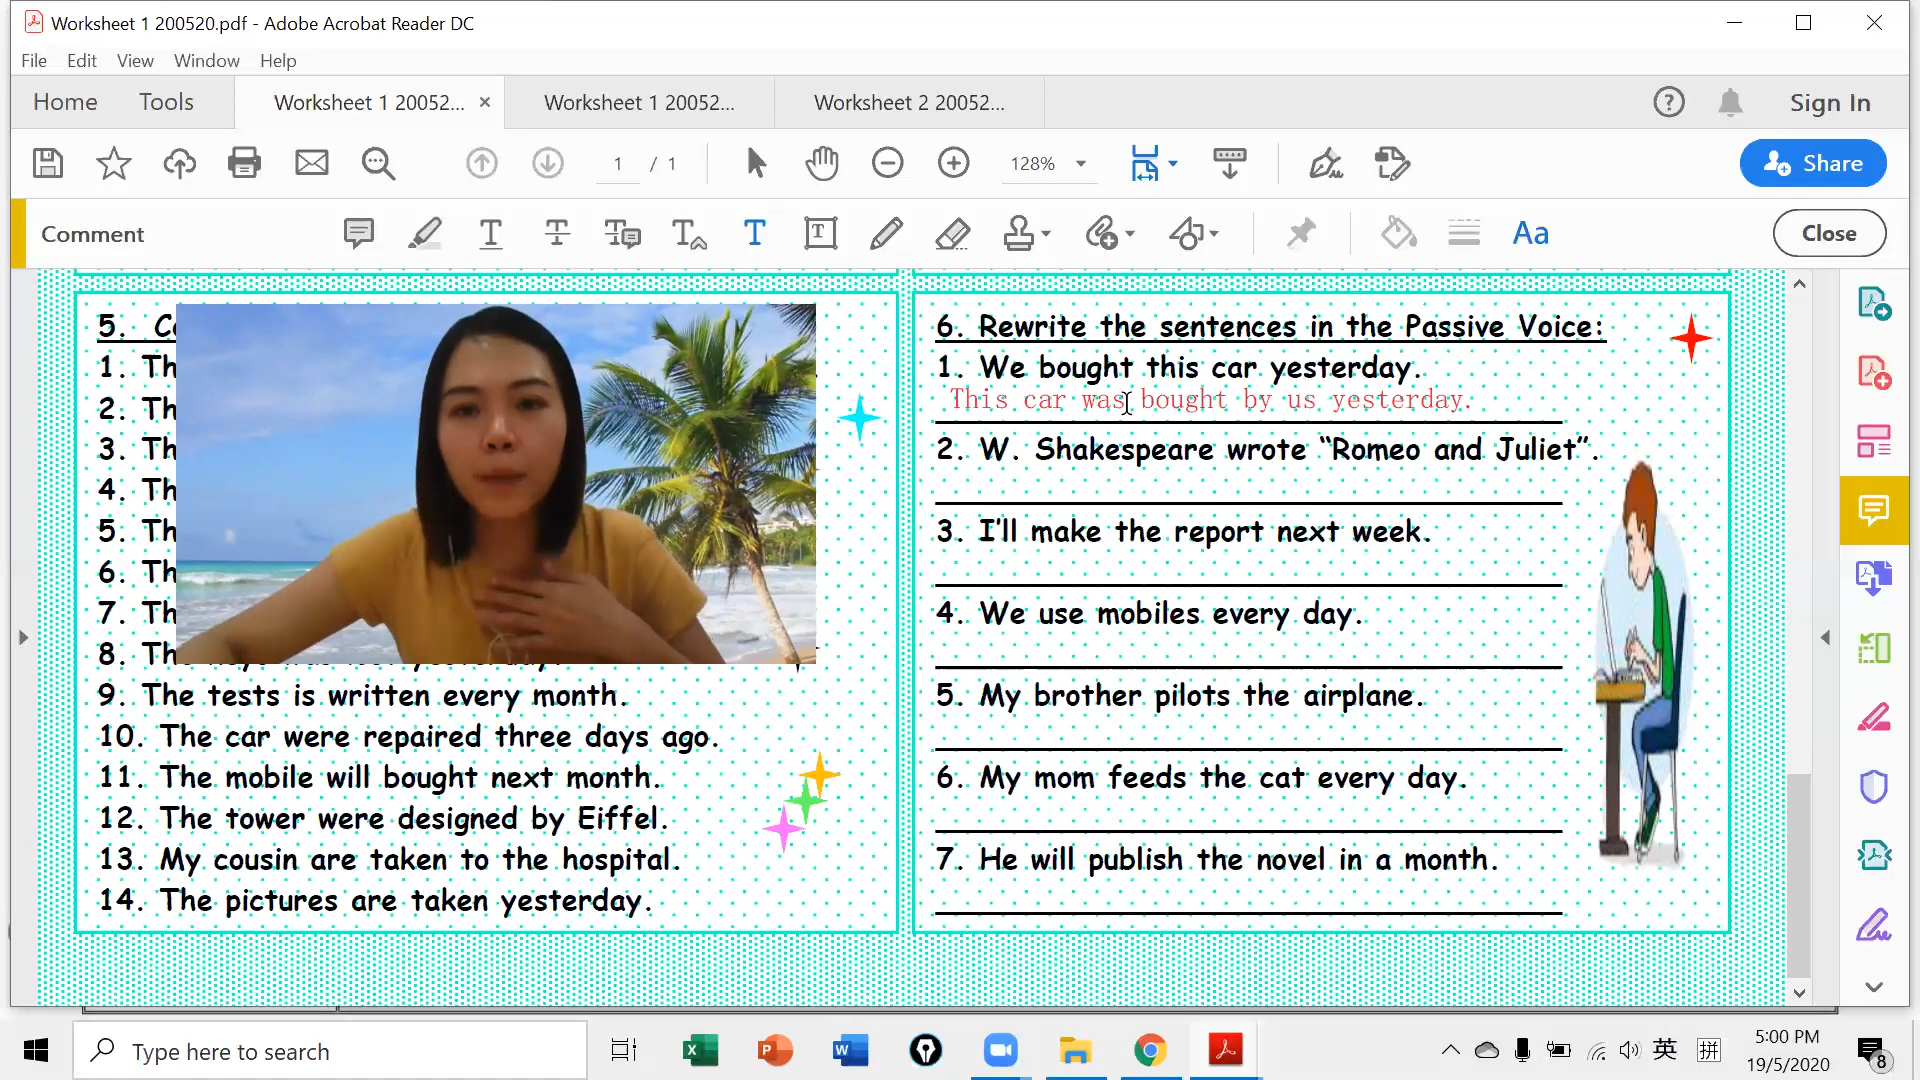 Worksheet 1 200520.pdf - Adobe Acrobat Reader DC
File Edit View Window Help
Home Tools Worksheet 1 20052... × Worksheet 1 20052... Worksheet 2 20052... Sign In
1 / 1 128% Share
Comment Aa Close
5.
1. Th
2. Th
3. Th
4. Th
5. Th
6. Th
7. Th
8. Th
9. The tests is written every month.
10. The car were repaired three days ago.
11. The mobile will bought next month.
12. The tower were designed by Eiffel.
13. My cousin are taken to the hospital.
14. The pictures are taken yesterday.
6. Rewrite the sentences in the Passive Voice:
1. We bought this car yesterday.
This car was bought by us yesterday.
2. W. Shakespeare wrote “Romeo and Juliet”.
3. I’ll make the report next week.
4. We use mobiles every day.
5. My brother pilots the airplane.
6. My mom feeds the cat every day.
7. He will publish the novel in a month.
Type here to search
英 拼 5:00 PM
19/5/2020
8